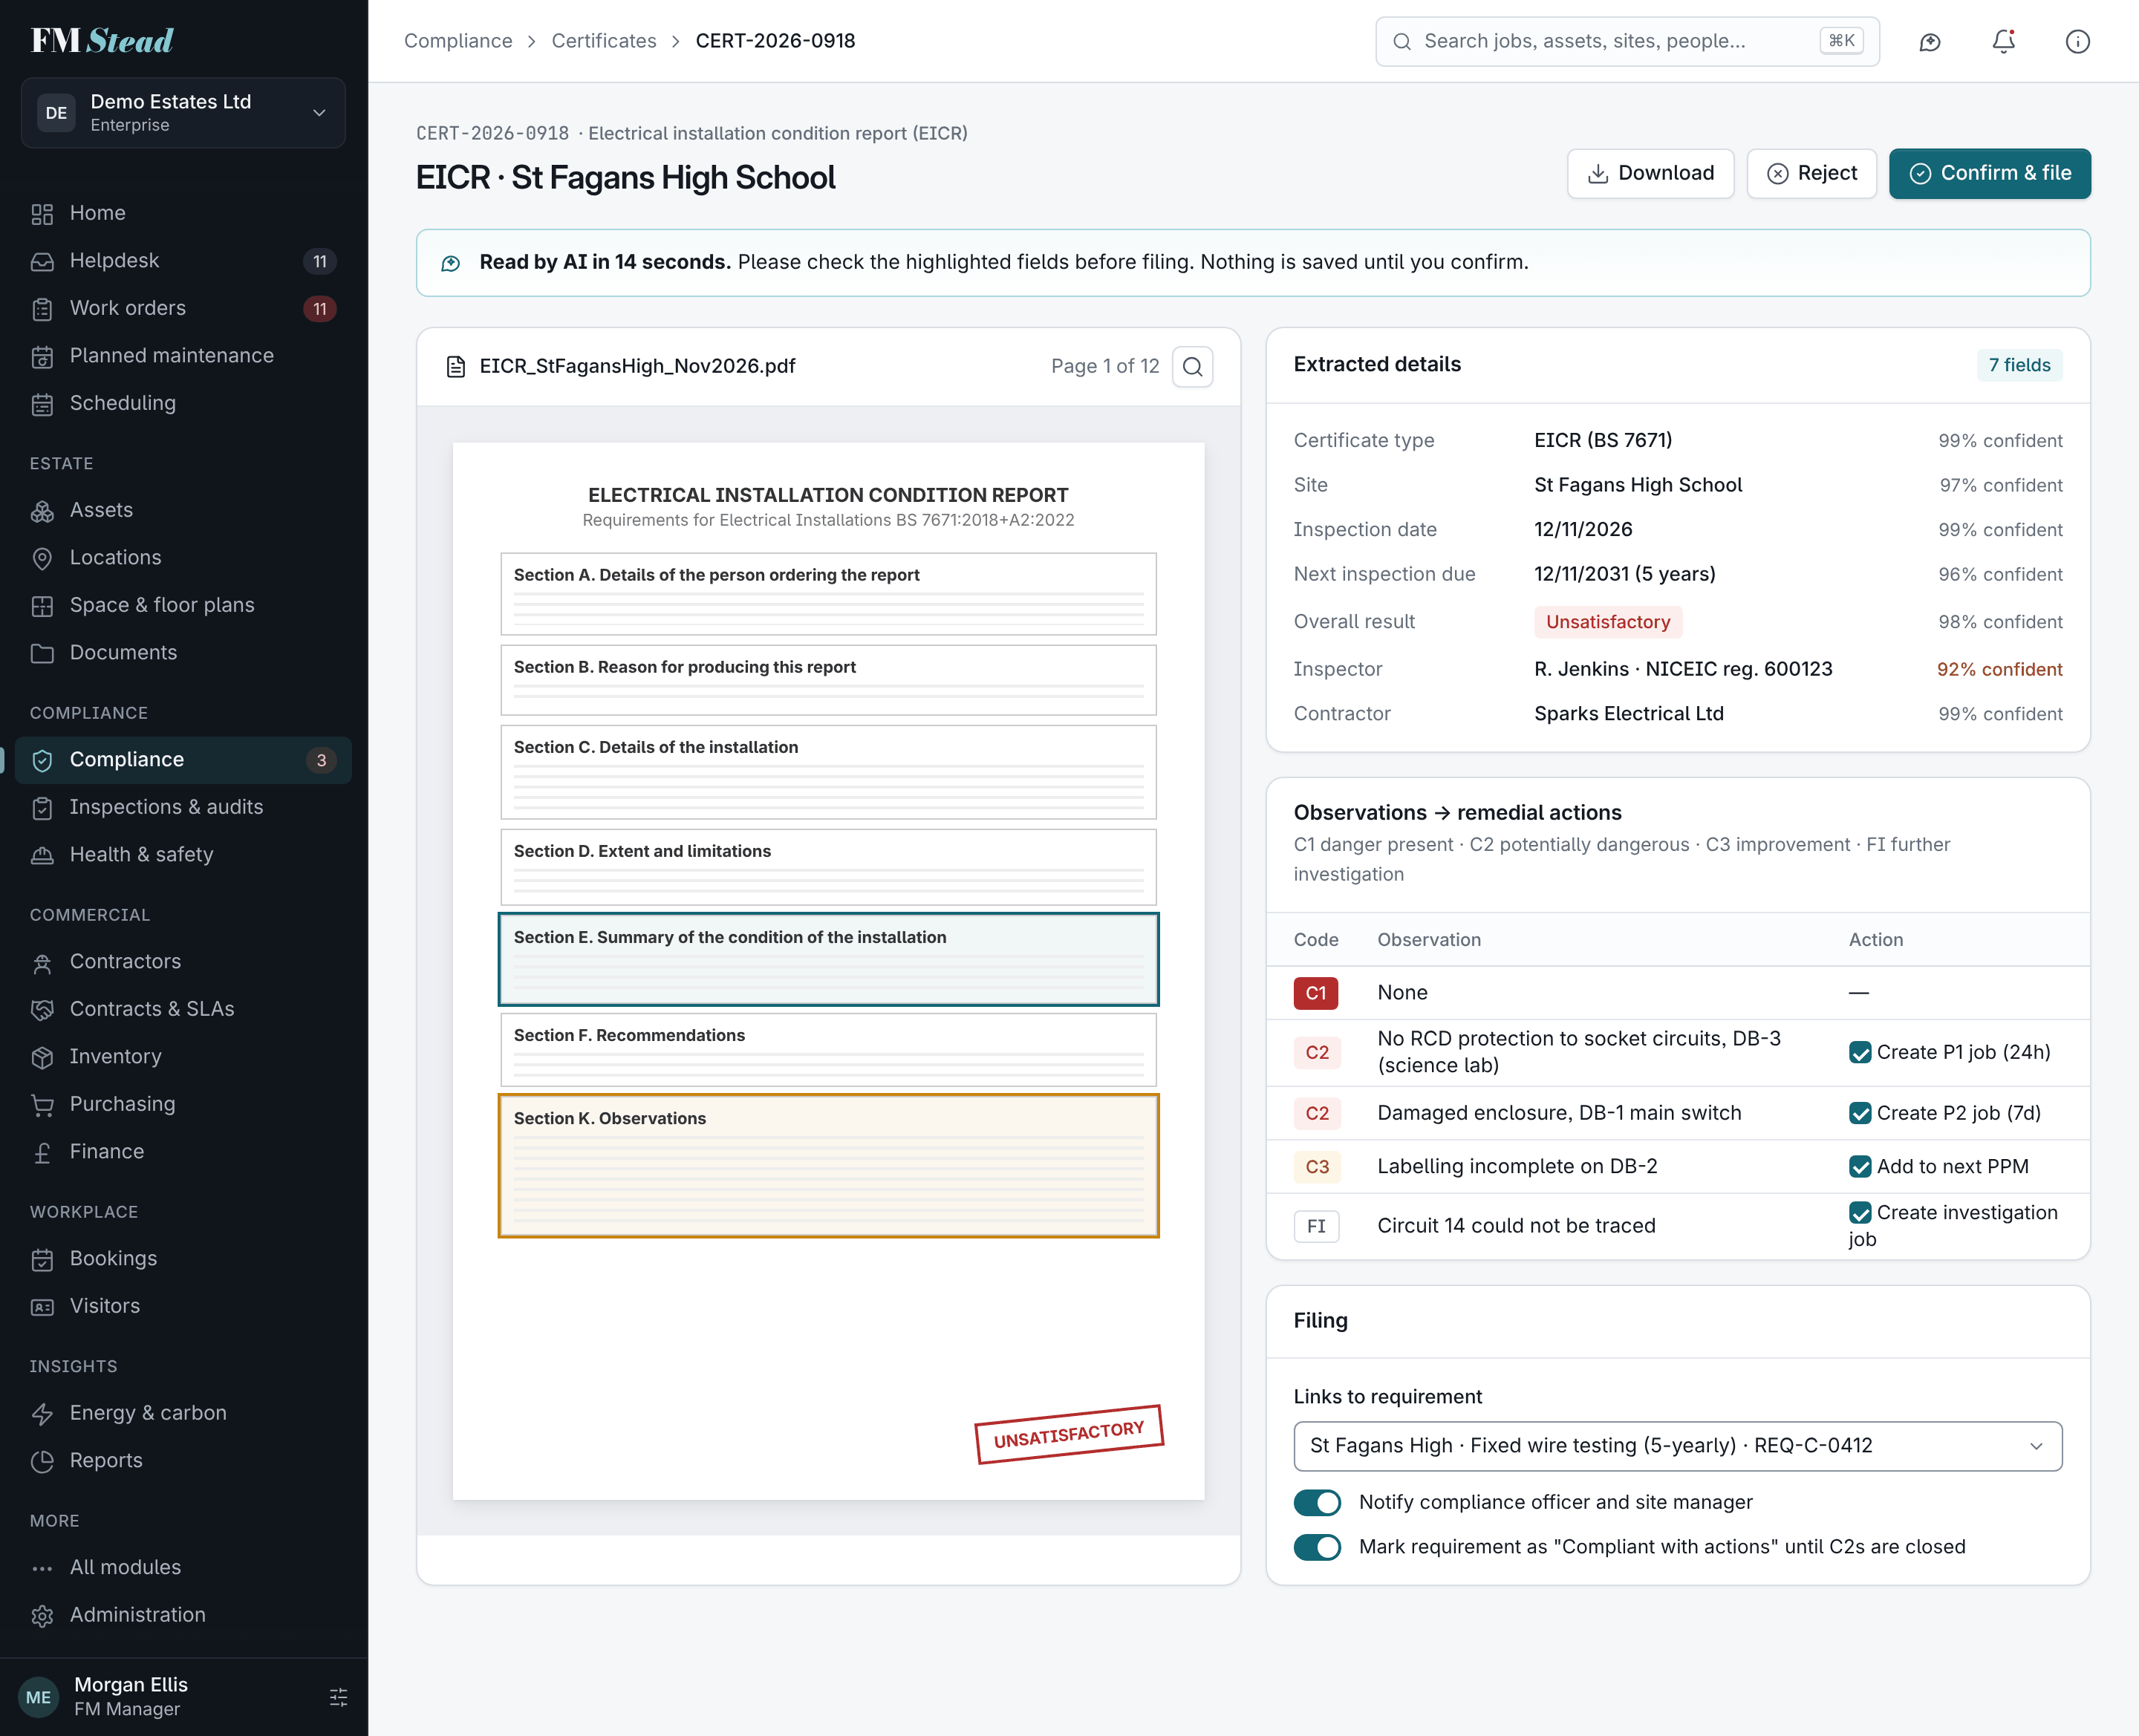 FM Stead
DE
Demo Estates Ltd
Enterprise
Home
Helpdesk 11
Work orders 11
Planned maintenance
Scheduling
ESTATE
Assets
Locations
Space & floor plans
Documents
COMPLIANCE
Compliance 3
Inspections & audits
Health & safety
COMMERCIAL
Contractors
Contracts & SLAs
Inventory
Purchasing
Finance
WORKPLACE
Bookings
Visitors
INSIGHTS
Energy & carbon
Reports
MORE
All modules
Administration
ME
Morgan Ellis
FM Manager
Compliance > Certificates > CERT-2026-0918
Search jobs, assets, sites, people... ⌘K
CERT-2026-0918 · Electrical installation condition report (EICR)
EICR · St Fagans High School
Download
Reject
Confirm & file
Read by AI in 14 seconds. Please check the highlighted fields before filing. Nothing is saved until you confirm.
EICR_StFagansHigh_Nov2026.pdf
Page 1 of 12
ELECTRICAL INSTALLATION CONDITION REPORT
Requirements for Electrical Installations BS 7671:2018+A2:2022
Section A. Details of the person ordering the report
Section B. Reason for producing this report
Section C. Details of the installation
Section D. Extent and limitations
Section E. Summary of the condition of the installation
Section F. Recommendations
Section K. Observations
UNSATISFACTORY
Extracted details
7 fields
Certificate type EICR (BS 7671) 99% confident
Site St Fagans High School 97% confident
Inspection date 12/11/2026 99% confident
Next inspection due 12/11/2031 (5 years) 96% confident
Overall result Unsatisfactory 98% confident
Inspector R. Jenkins · NICEIC reg. 600123 92% confident
Contractor Sparks Electrical Ltd 99% confident
Observations → remedial actions
C1 danger present · C2 potentially dangerous · C3 improvement · FI further
investigation
Code Observation Action
C1 None —
C2 No RCD protection to socket circuits, DB-3
(science lab)
Create P1 job (24h)
C2 Damaged enclosure, DB-1 main switch Create P2 job (7d)
C3 Labelling incomplete on DB-2 Add to next PPM
FI Circuit 14 could not be traced Create investigation
job
Filing
Links to requirement
St Fagans High · Fixed wire testing (5-yearly) · REQ-C-0412
Notify compliance officer and site manager
Mark requirement as "Compliant with actions" until C2s are closed